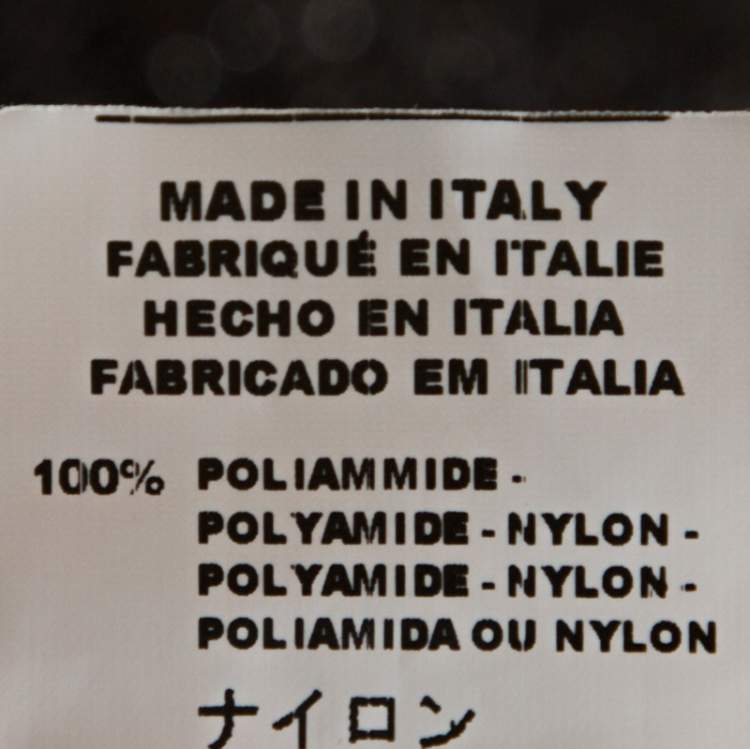 MADE IN ITALY
FABRIQUÉ EN ITALIE
HECHO EN ITALIA
FABRICADO EM ITALIA
100% POLIAMMIDE -
POLYAMIDE - NYLON -
POLYAMIDE - NYLON -
POLIAMIDA OU NYLON
ナイロン